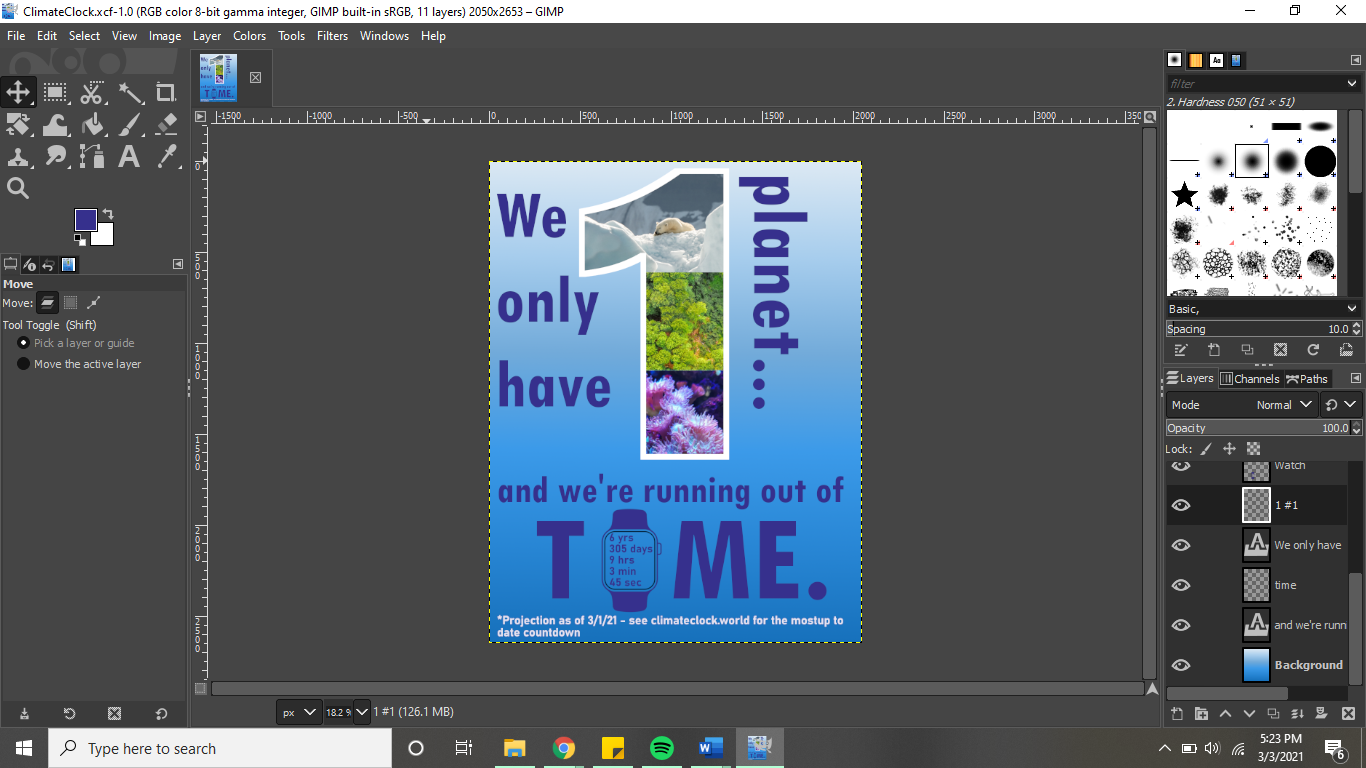 ClimateClock.xcf-1.0 (RGB color 8-bit gamma integer, GIMP built-in sRGB, 11 layers) 2050x2653 – GIMP
File Edit Select View Image Layer Colors Tools Filters Windows Help
filter
2. Hardness 050 (51 × 51)
-1500 -1000 -500 0 500 1000 1500 2000 2500 3000 350
0
500
1000
1500
2000
2500
Move
Move:
Tool Toggle (Shift)
Pick a layer or guide
Move the active layer
We
only
have
1
planet...
and we're running out of
T ME.
6 yrs
305 days
9 hrs
3 min
45 sec
*Projection as of 3/1/21 - see climateclock.world for the mostup to
date countdown
Basic,
Spacing 10.0
Layers Channels Paths
Mode Normal
Opacity 100.0
Lock:
Watch
1 #1
We only have
time
and we're runn
Background
px 18.2 % 1 #1 (126.1 MB)
Type here to search
5:23 PM
3/3/2021
6